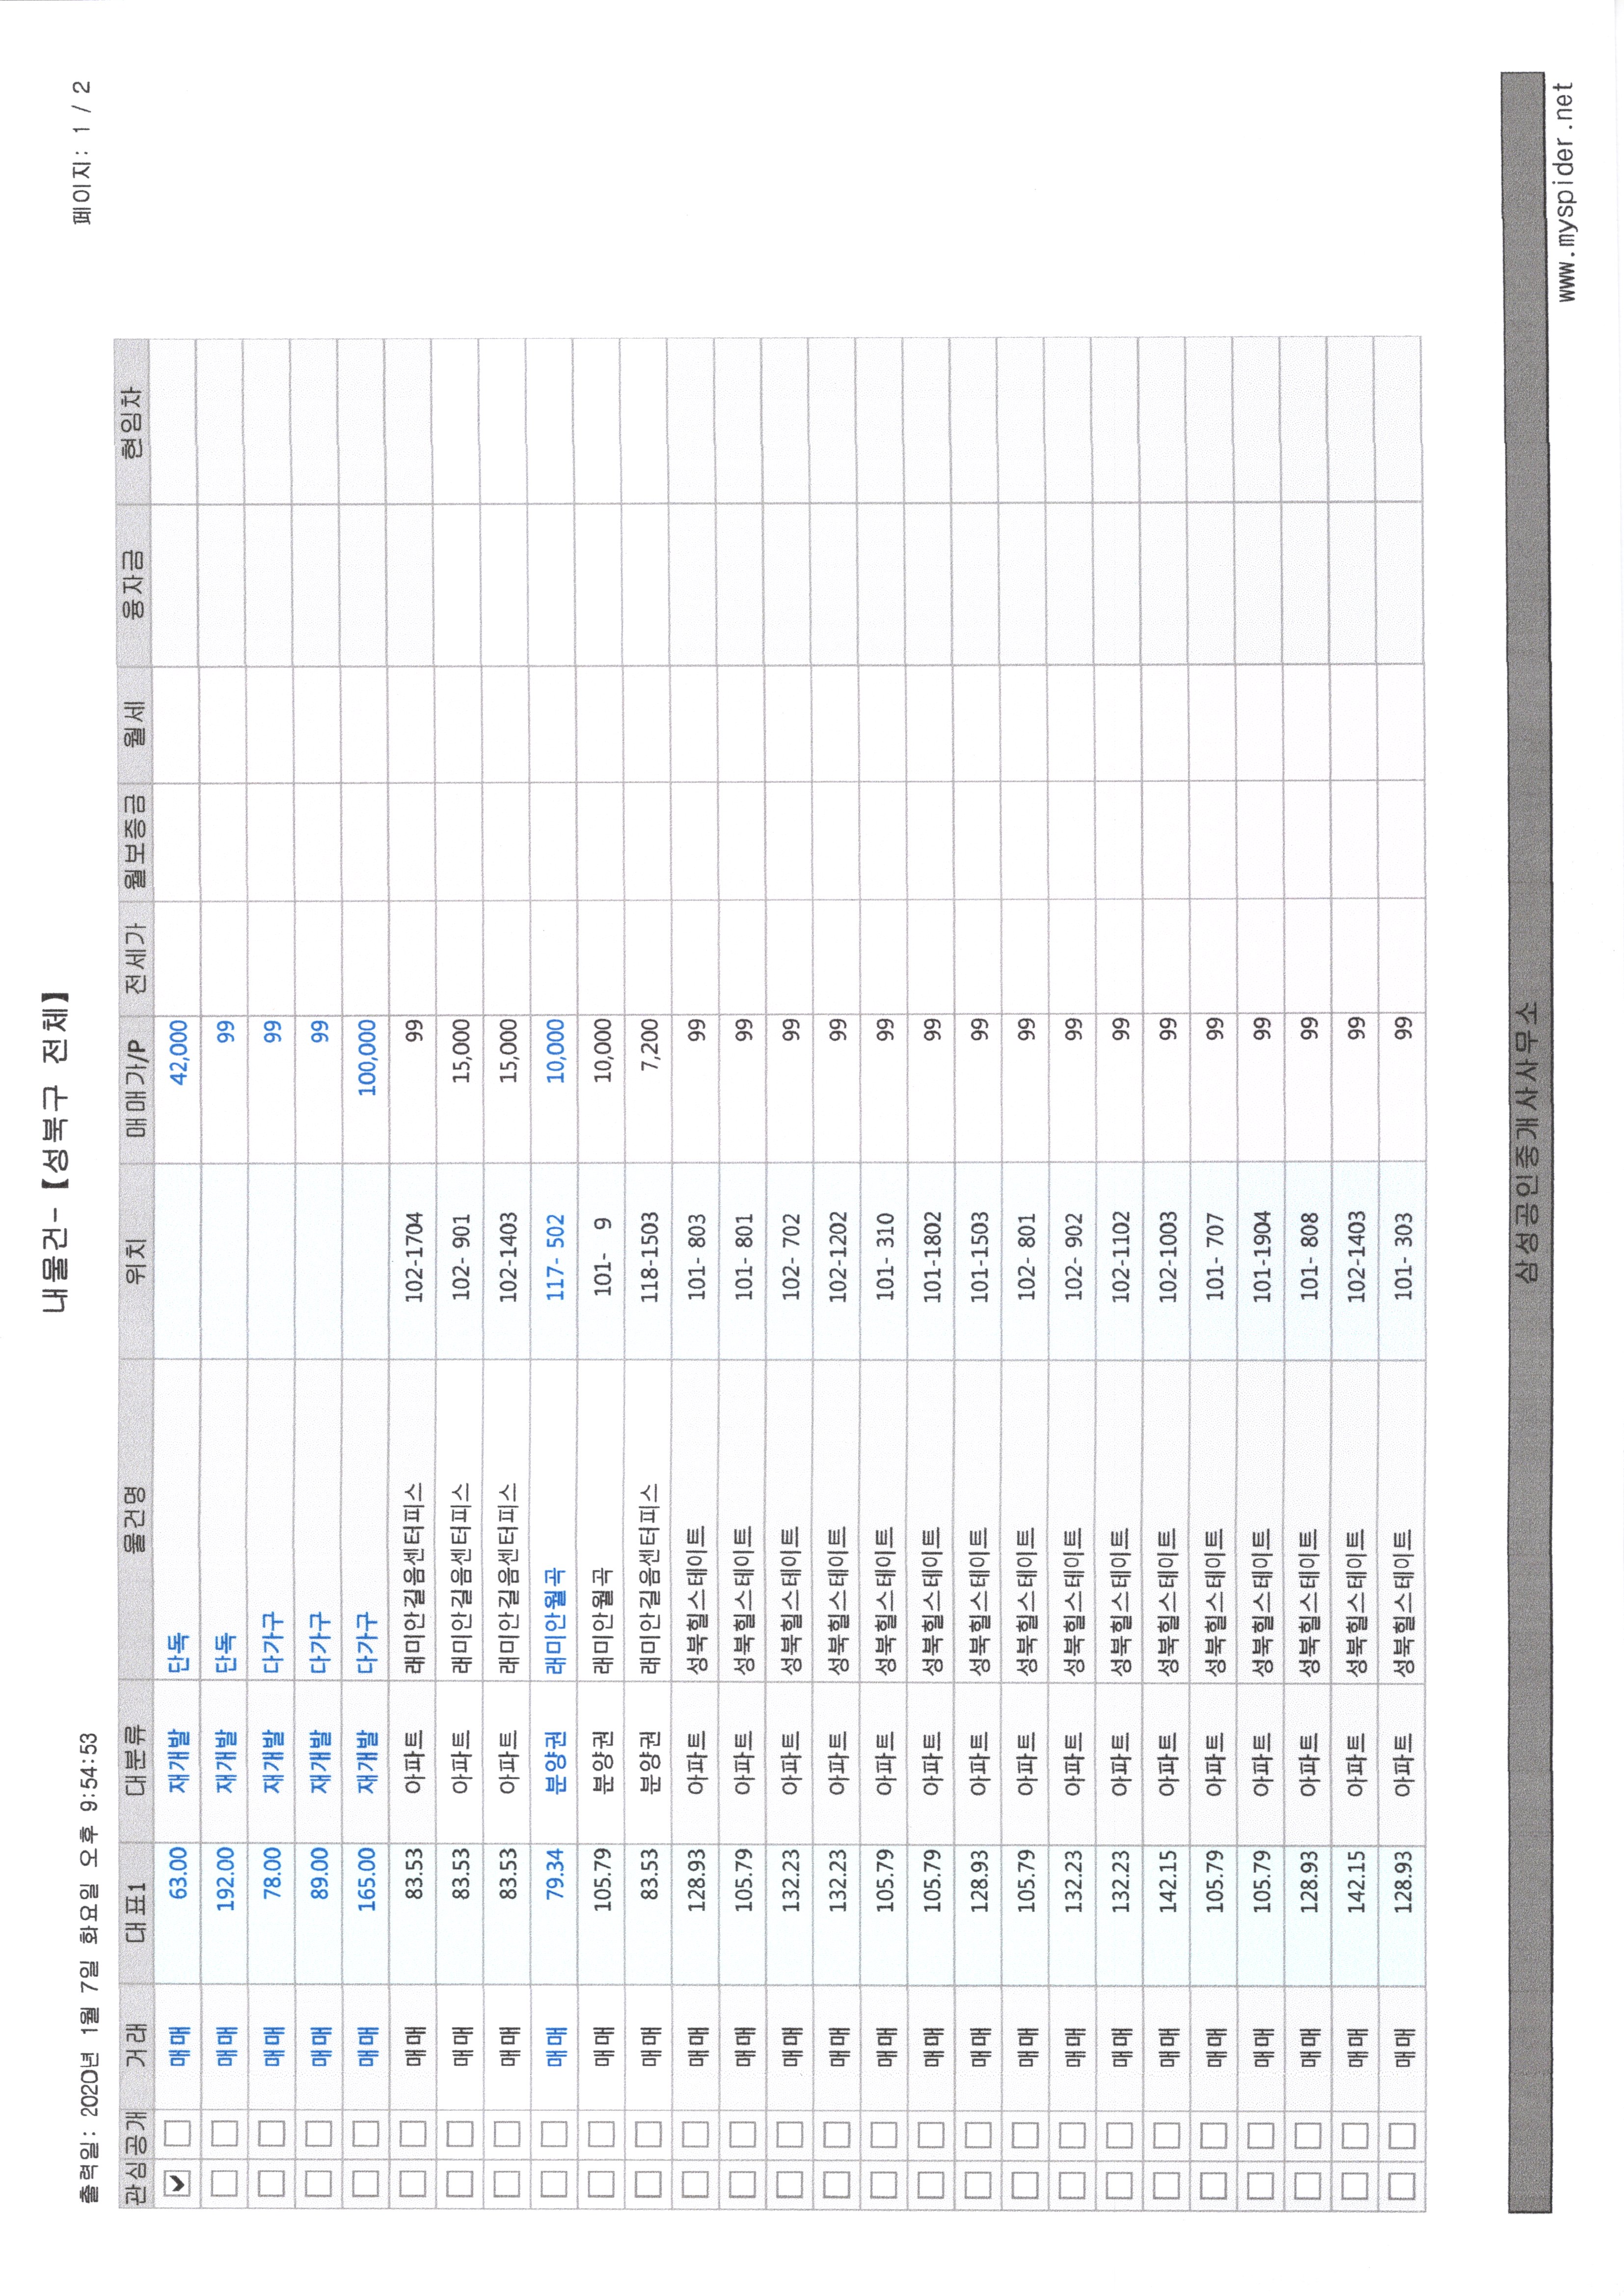 내물건-【성북구 전체】
출력일: 2020년 1월 7일 화요일 오후 9:54:53
페이지: 1 / 2
관심 공개 거래 대표1 대분류 물건명 위치 매매가/P 전세가 월보증금 월세 융자금 현임차
매매 63.00 재개발 단독 42,000
매매 192.00 재개발 단독 99
매매 78.00 재개발 다가구 99
매매 89.00 재개발 다가구 99
매매 165.00 재개발 다가구 100,000
매매 83.53 아파트 래미안길음센터피스 102-1704 99
매매 83.53 아파트 래미안길음센터피스 102- 901 15,000
매매 83.53 아파트 래미안길음센터피스 102-1403 15,000
매매 79.34 분양권 래미안월곡 117- 502 10,000
매매 105.79 분양권 래미안월곡 101- 9 10,000
매매 83.53 분양권 래미안길음센터피스 118-1503 7,200
매매 128.93 아파트 성북힐스테이트 101- 803 99
매매 105.79 아파트 성북힐스테이트 101- 801 99
매매 132.23 아파트 성북힐스테이트 102- 702 99
매매 132.23 아파트 성북힐스테이트 102-1202 99
매매 105.79 아파트 성북힐스테이트 101- 310 99
매매 105.79 아파트 성북힐스테이트 101-1802 99
매매 128.93 아파트 성북힐스테이트 101-1503 99
매매 105.79 아파트 성북힐스테이트 102- 801 99
매매 132.23 아파트 성북힐스테이트 102- 902 99
매매 132.23 아파트 성북힐스테이트 102-1102 99
매매 142.15 아파트 성북힐스테이트 102-1003 99
매매 105.79 아파트 성북힐스테이트 101- 707 99
매매 105.79 아파트 성북힐스테이트 101-1904 99
매매 128.93 아파트 성북힐스테이트 101- 808 99
매매 142.15 아파트 성북힐스테이트 102-1403 99
매매 128.93 아파트 성북힐스테이트 101- 303 99
삼성공인중개사사무소
www.myspider.net